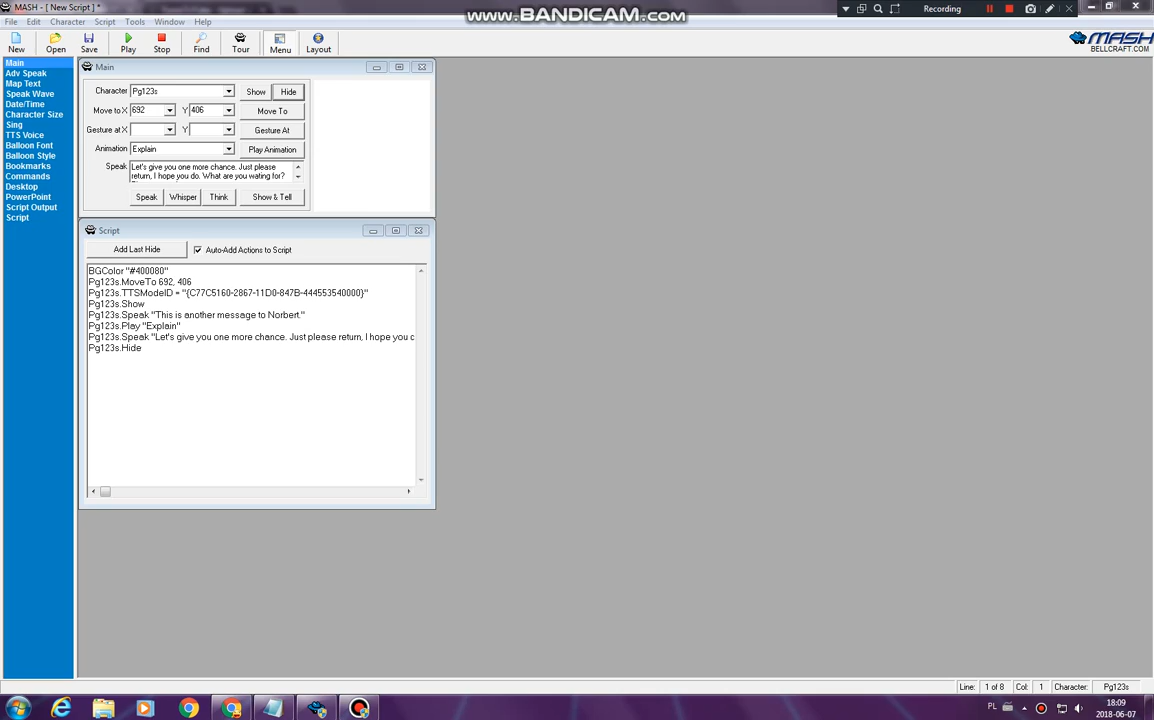 MASH - [ New Script ] *
www.BANDICAM.com
Recording
File Edit Character Script Tools Window Help
New Open Save Play Stop Find Tour Menu Layout
MASH
BELLCRAFT.COM
Main
Adv Speak
Map Text
Speak Wave
Date/Time
Character Size
Sing
TTS Voice
Balloon Font
Balloon Style
Bookmarks
Commands
Desktop
PowerPoint
Script Output
Script
Main
Character Pg123s Show Hide
Move to X 692 Y 406 Move To
Gesture at X Y Gesture At
Animation Explain Play Animation
Speak Let's give you one more chance. Just please
return, I hope you do. What are you wating for?
Speak Whisper Think Show & Tell
Script
Add Last Hide Auto-Add Actions to Script
BGColor "#400080"
Pg123s.MoveTo 692, 406
Pg123s.TTSModeID = "{C77C5160-2867-11D0-847B-444553540000}"
Pg123s.Show
Pg123s.Speak "This is another message to Norbert."
Pg123s.Play "Explain"
Pg123s.Speak "Let's give you one more chance. Just please return, I hope you
Pg123s.Hide
Line: 1 of 8 Col: 1 Character: Pg123s
PL 18:09
2018-06-07